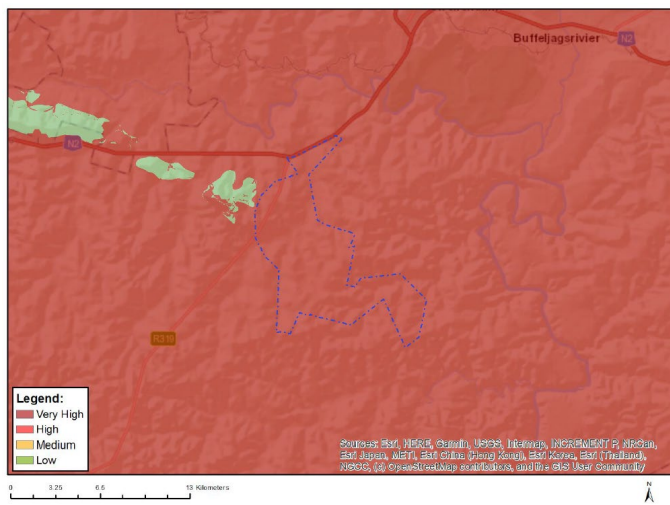 Buffeljagsrivier
N2
N2
R319
Legend:
Very High
High
Medium
Low
Sources: Esri, HERE, Garmin, USGS, Intermap, INCREMENT P, NRCan,
Esri Japan, METI, Esri China (Hong Kong), Esri Korea, Esri (Thailand),
NGCC, (c) OpenStreetMap contributors, and the GIS User Community
0 3.25 6.5 13 Kilometers
N